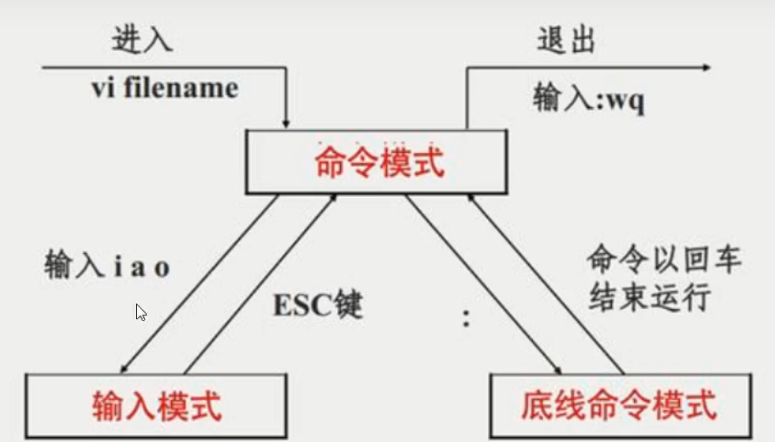 进入
vi filename
退出
输入:wq
命令模式
输入 i a o
ESC键
:
命令以回车
结束运行
输入模式
底线命令模式